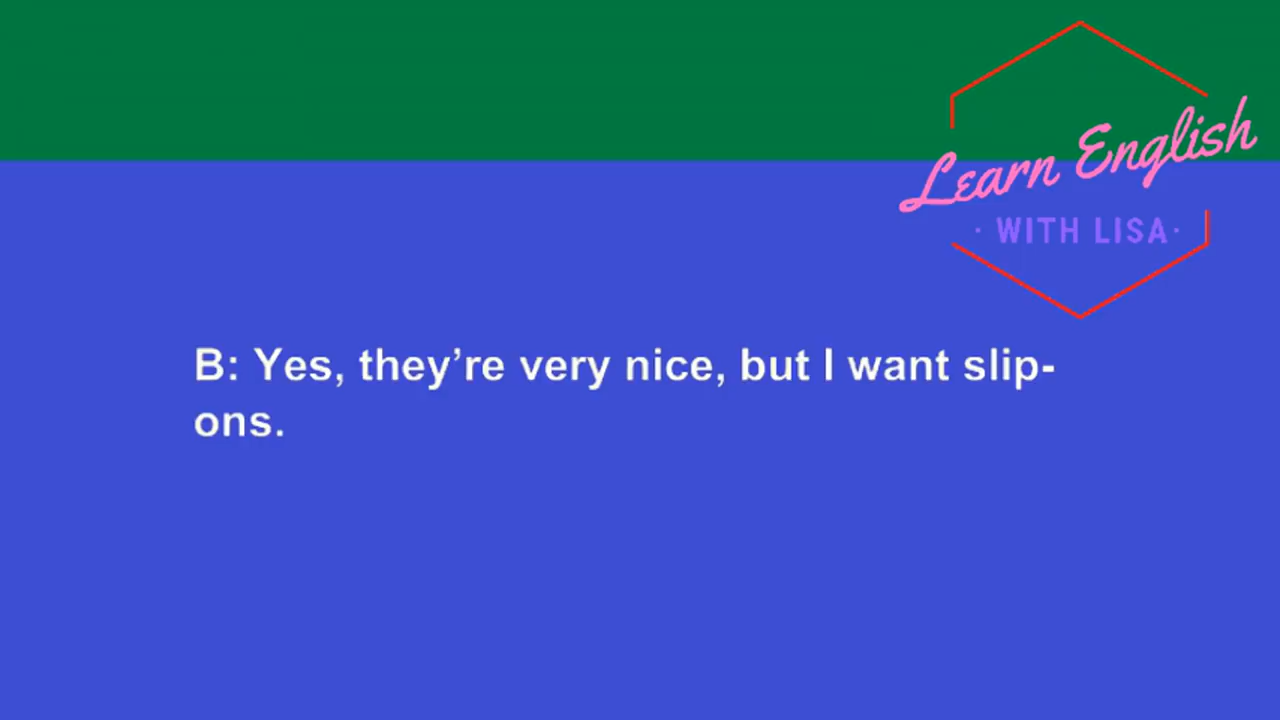 Learn English
· WITH LISA·
B: Yes, they’re very nice, but I want slip-
ons.